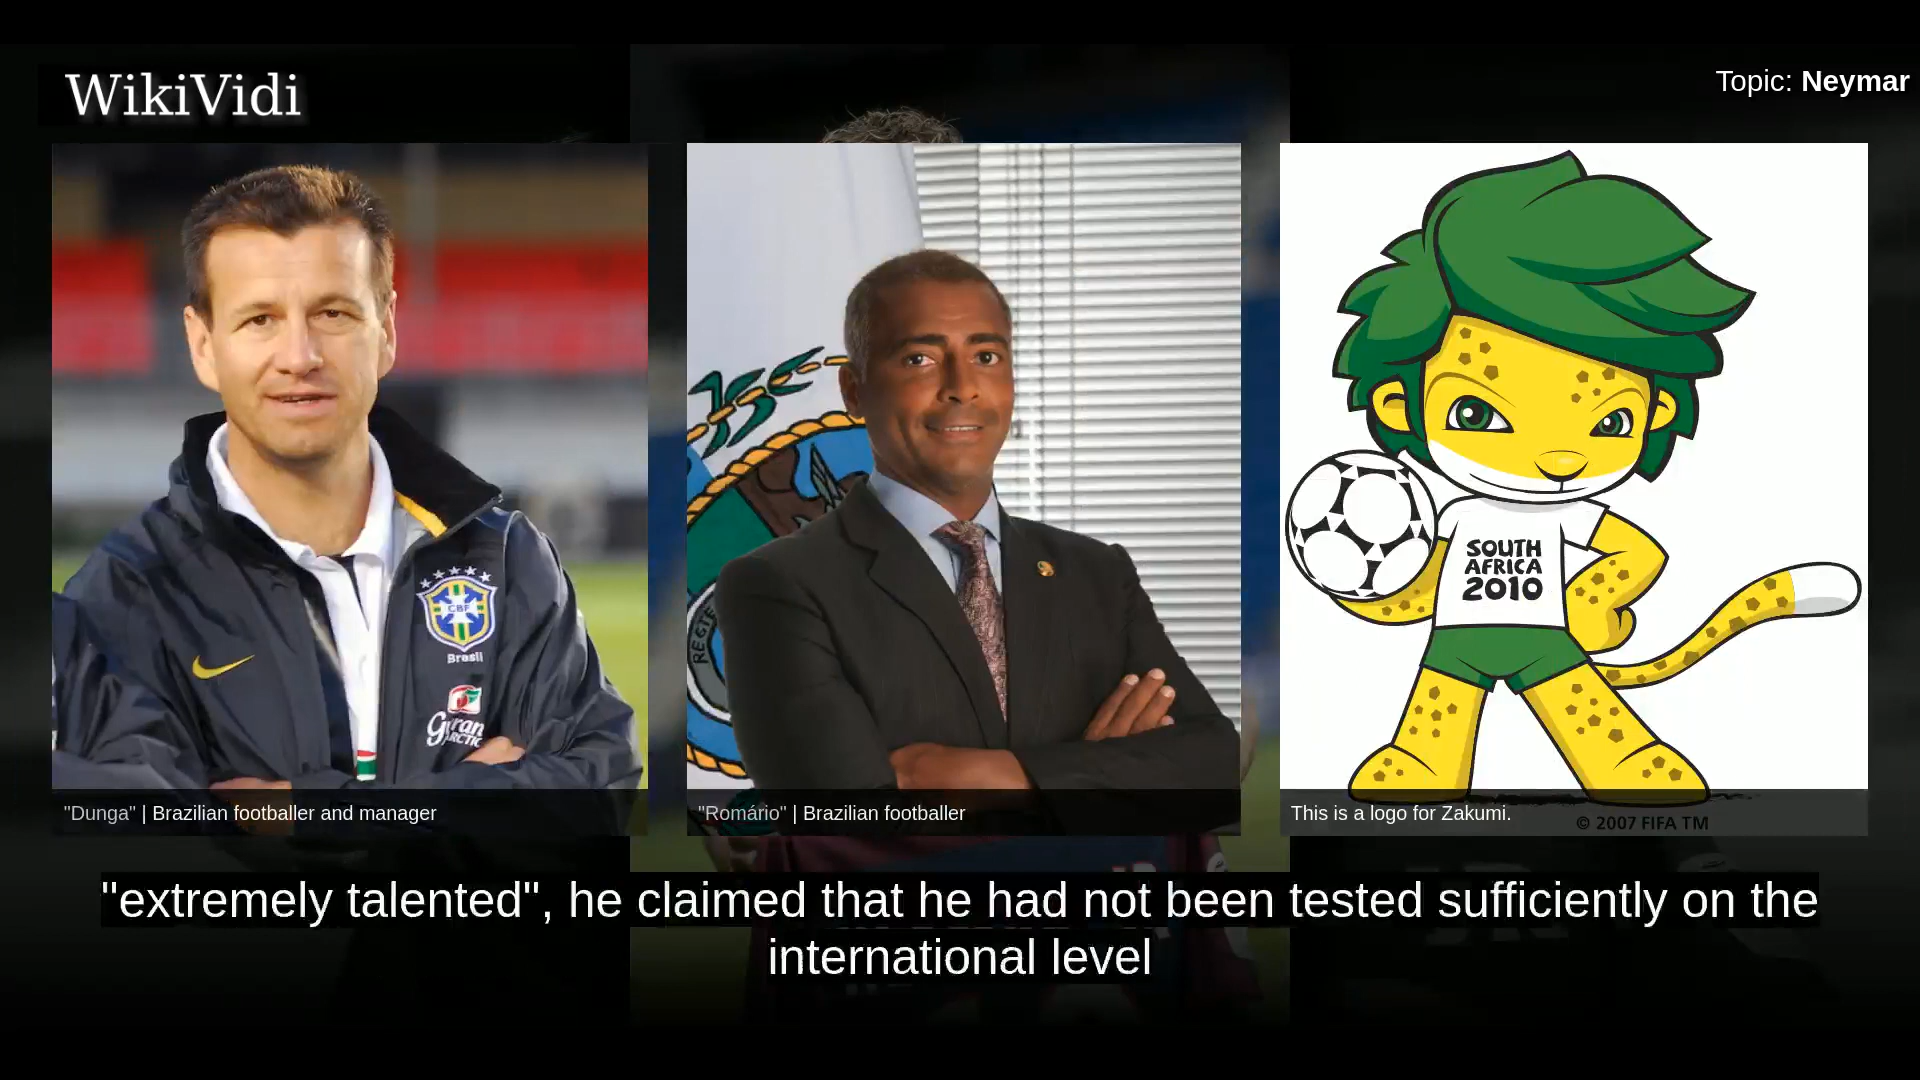 WikiVidi
Topic: Neymar
CBF
Brasil
REGIE
SOUTH
AFRICA
2010
"Dunga" | Brazilian footballer and manager
"Romário" | Brazilian footballer
This is a logo for Zakumi.
© 2007 FIFA TM
"extremely talented", he claimed that he had not been tested sufficiently on the
international level